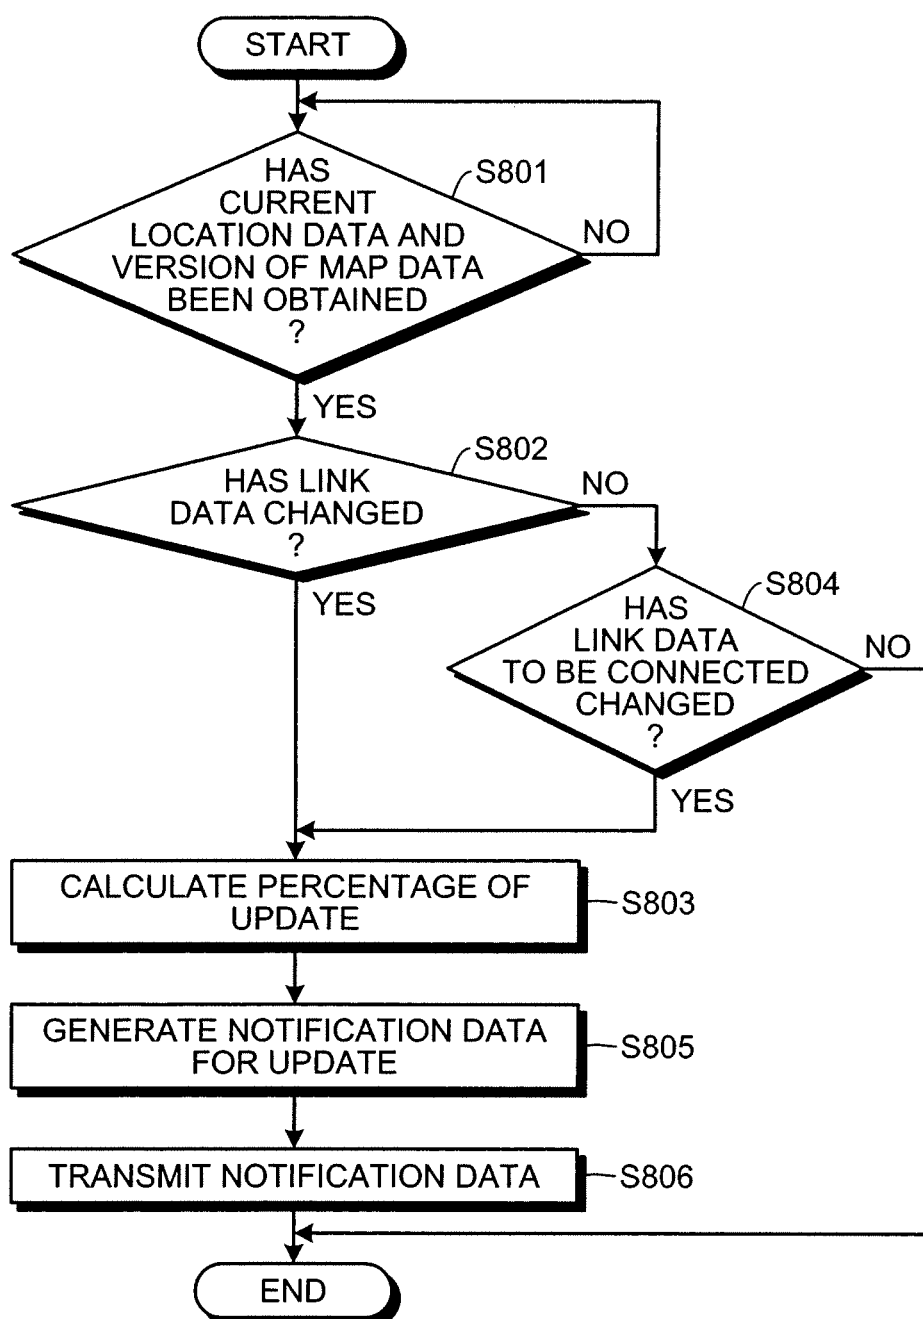 START
HAS
CURRENT
LOCATION DATA AND
VERSION OF MAP DATA
BEEN OBTAINED
?
S801
NO
YES
HAS LINK
DATA CHANGED
?
S802
NO
YES
HAS
LINK DATA
TO BE CONNECTED
CHANGED
?
S804
NO
YES
CALCULATE PERCENTAGE OF
UPDATE
S803
GENERATE NOTIFICATION DATA
FOR UPDATE
S805
TRANSMIT NOTIFICATION DATA
S806
END